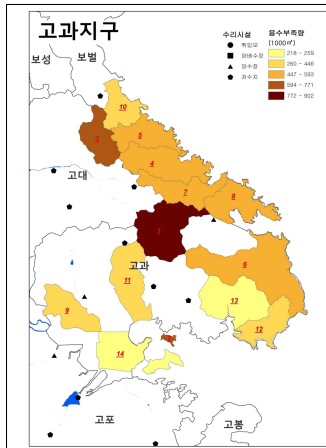 고과지구
보벌
보성
수리시설
취입보
양배수장
양수장
저수지
용수부족량
(1000㎥)
218 - 259
260 - 446
447 - 593
594 - 771
772 - 902
10
5
3
4
고대
7
8
1
고과
6
11
13
9
12
14
고포
고봉